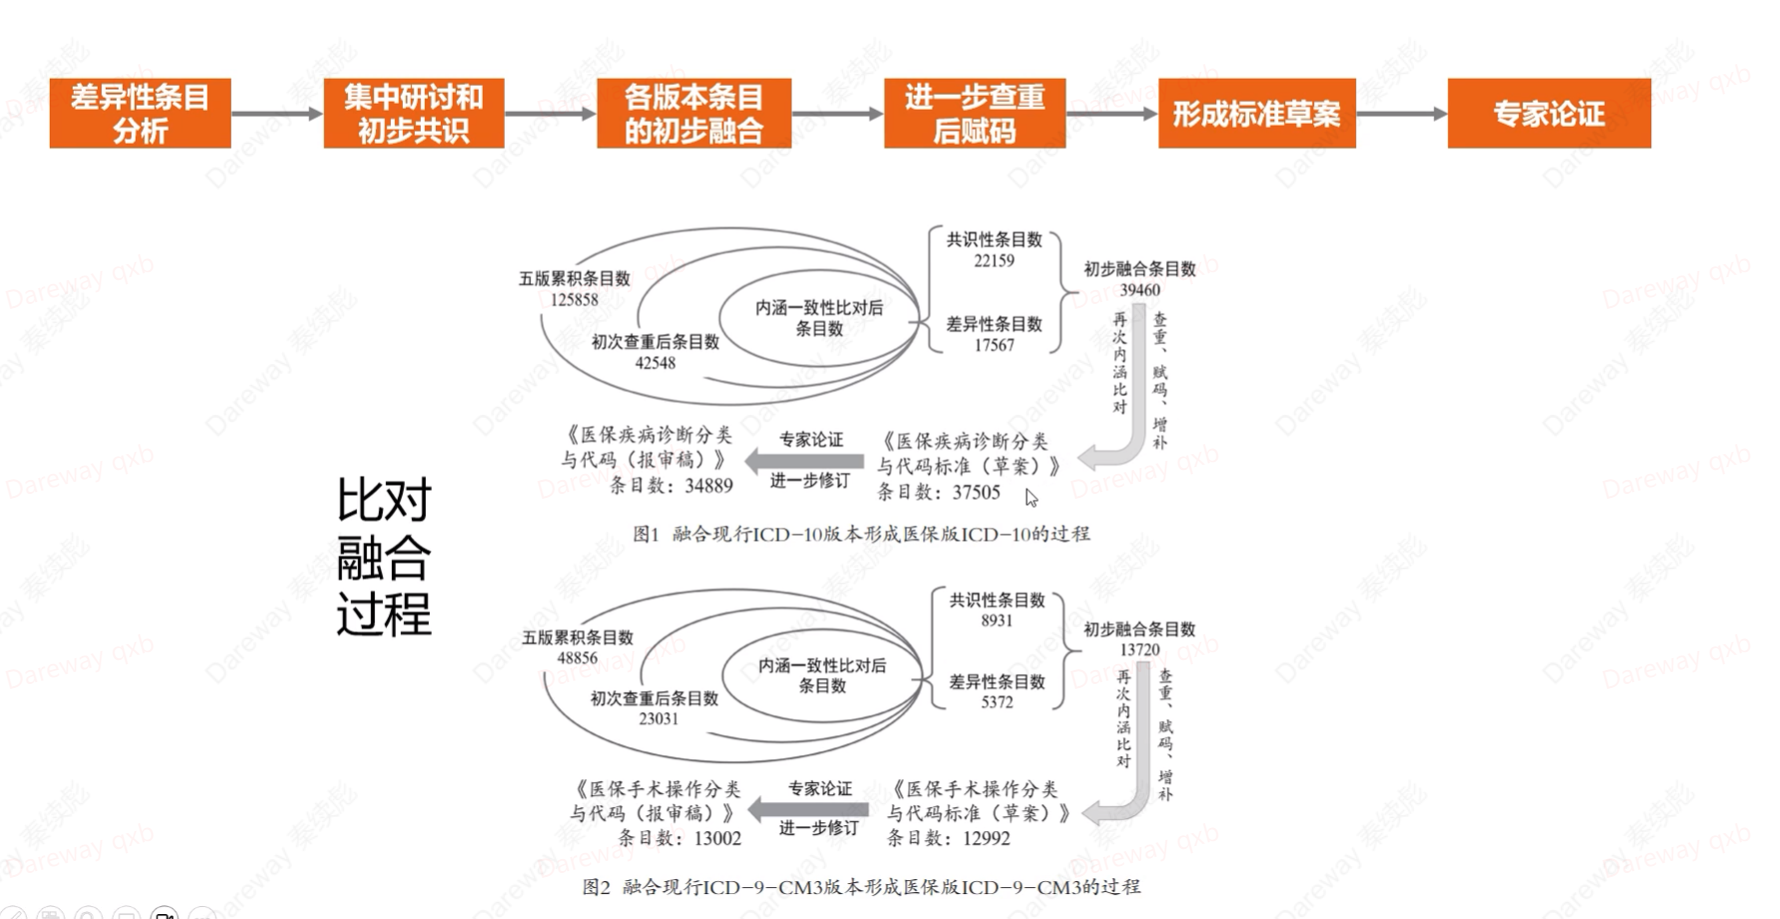 差异性条目
分析
集中研讨和
初步共识
各版本条目
的初步融合
进一步查重
后赋码
形成标准草案
专家论证
比对
融合
过程
五版累积条目数
125858
初次查重后条目数
42548
内涵一致性比对后
条目数
共识性条目数
22159
差异性条目数
17567
初步融合条目数
39460
再次内涵比对
查重、赋码、增补
《医保疾病诊断分类
与代码标准（草案）》
条目数：37505
专家论证
进一步修订
《医保疾病诊断分类
与代码（报审稿）》
条目数：34889
图1 融合现行ICD-10版本形成医保版ICD-10的过程
五版累积条目数
48856
初次查重后条目数
23031
内涵一致性比对后
条目数
共识性条目数
8931
差异性条目数
5372
初步融合条目数
13720
再次内涵比对
查重、赋码、增补
《医保手术操作分类
与代码标准（草案）》
条目数：12992
专家论证
进一步修订
《医保手术操作分类
与代码（报审稿）》
条目数：13002
图2 融合现行ICD-9-CM3版本形成医保版ICD-9-CM3的过程
Dareway 秦续彪
Dareway qxb